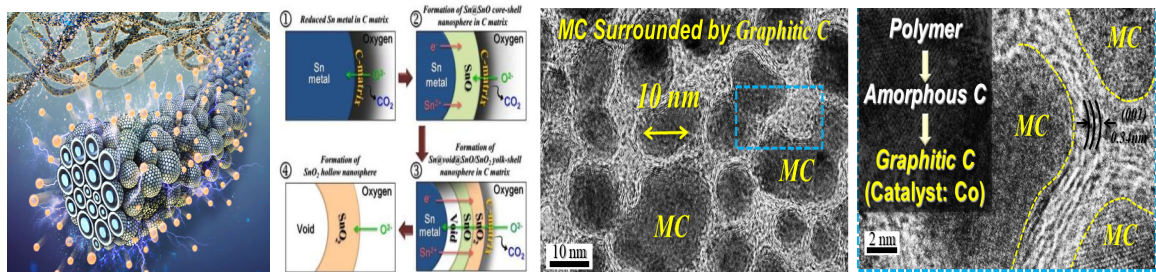 ①
Reduced Sn metal in C matrix
Sn
metal
Oxygen
C-matrix
O²⁻
CO₂
②
Formation of Sn@SnO core-shell
nanosphere in C matrix
e⁻
Oxygen
Sn
metal
SnO
C-matrix
O²⁻
Sn²⁺
CO₂
④
Formation of
SnO₂ hollow nanosphere
Oxygen
Void
SnO₂
O²⁻
③
Formation of
Sn@void@SnO/SnO₂ yolk-shell
nanosphere in C matrix
e⁻
Oxygen
Sn
metal
Void
SnO
SnO₂
C-matrix
O²⁻
Sn²⁺
CO₂
MC Surrounded by Graphitic C
10 nm
MC
MC
10 nm
Polymer
Amorphous C
Graphitic C
(Catalyst: Co)
MC
MC
MC
(001)
0.34nm
2 nm